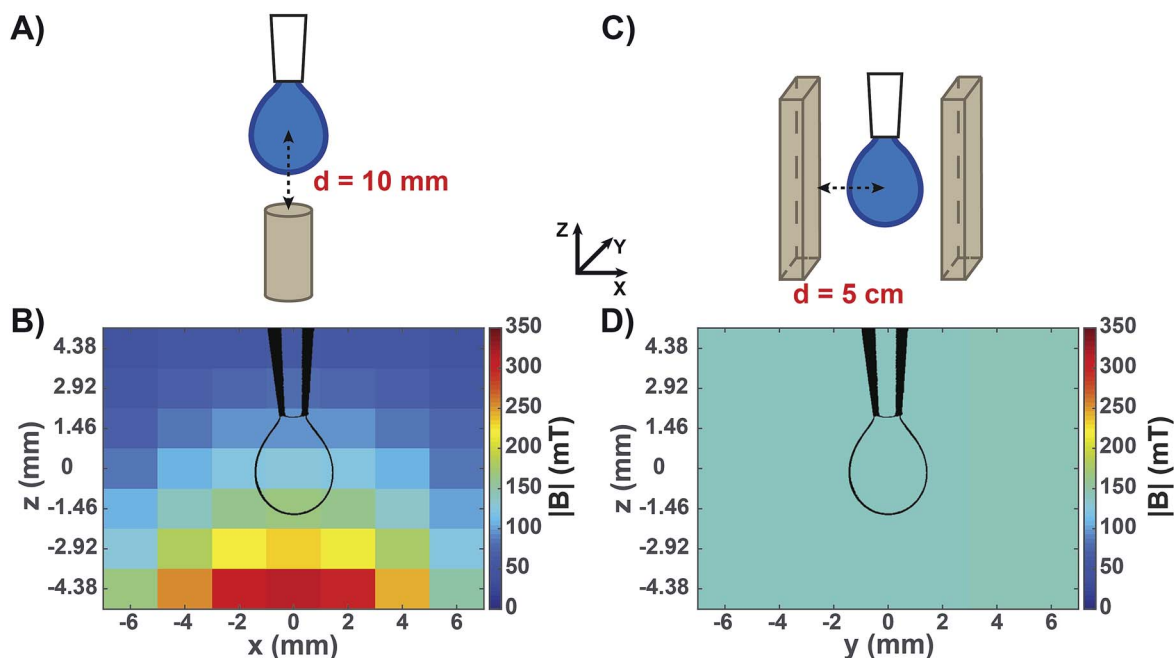 A)
d = 10 mm
C)
d = 5 cm
Z
Y
X
B)
4.38
2.92
1.46
0
-1.46
-2.92
-4.38
z (mm)
-6 -4 -2 0 2 4 6
x (mm)
350
300
250
200
150
100
50
0
|B| (mT)
D)
4.38
2.92
1.46
0
-1.46
-2.92
-4.38
z (mm)
-6 -4 -2 0 2 4 6
y (mm)
350
300
250
200
150
100
50
0
|B| (mT)